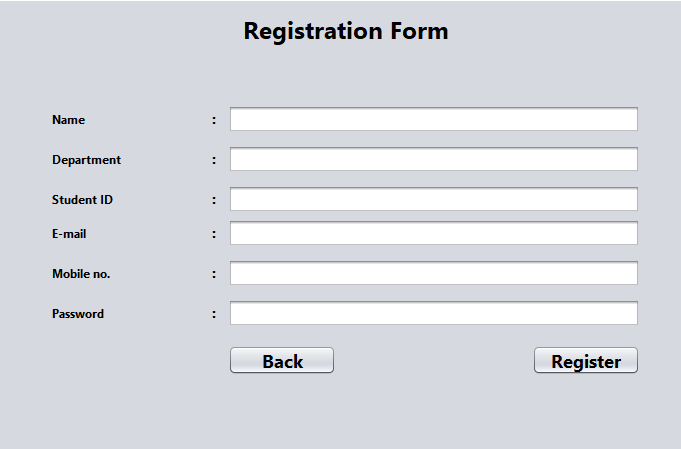 Registration Form
Name :
Department :
Student ID :
E-mail :
Mobile no. :
Password :
Back Register